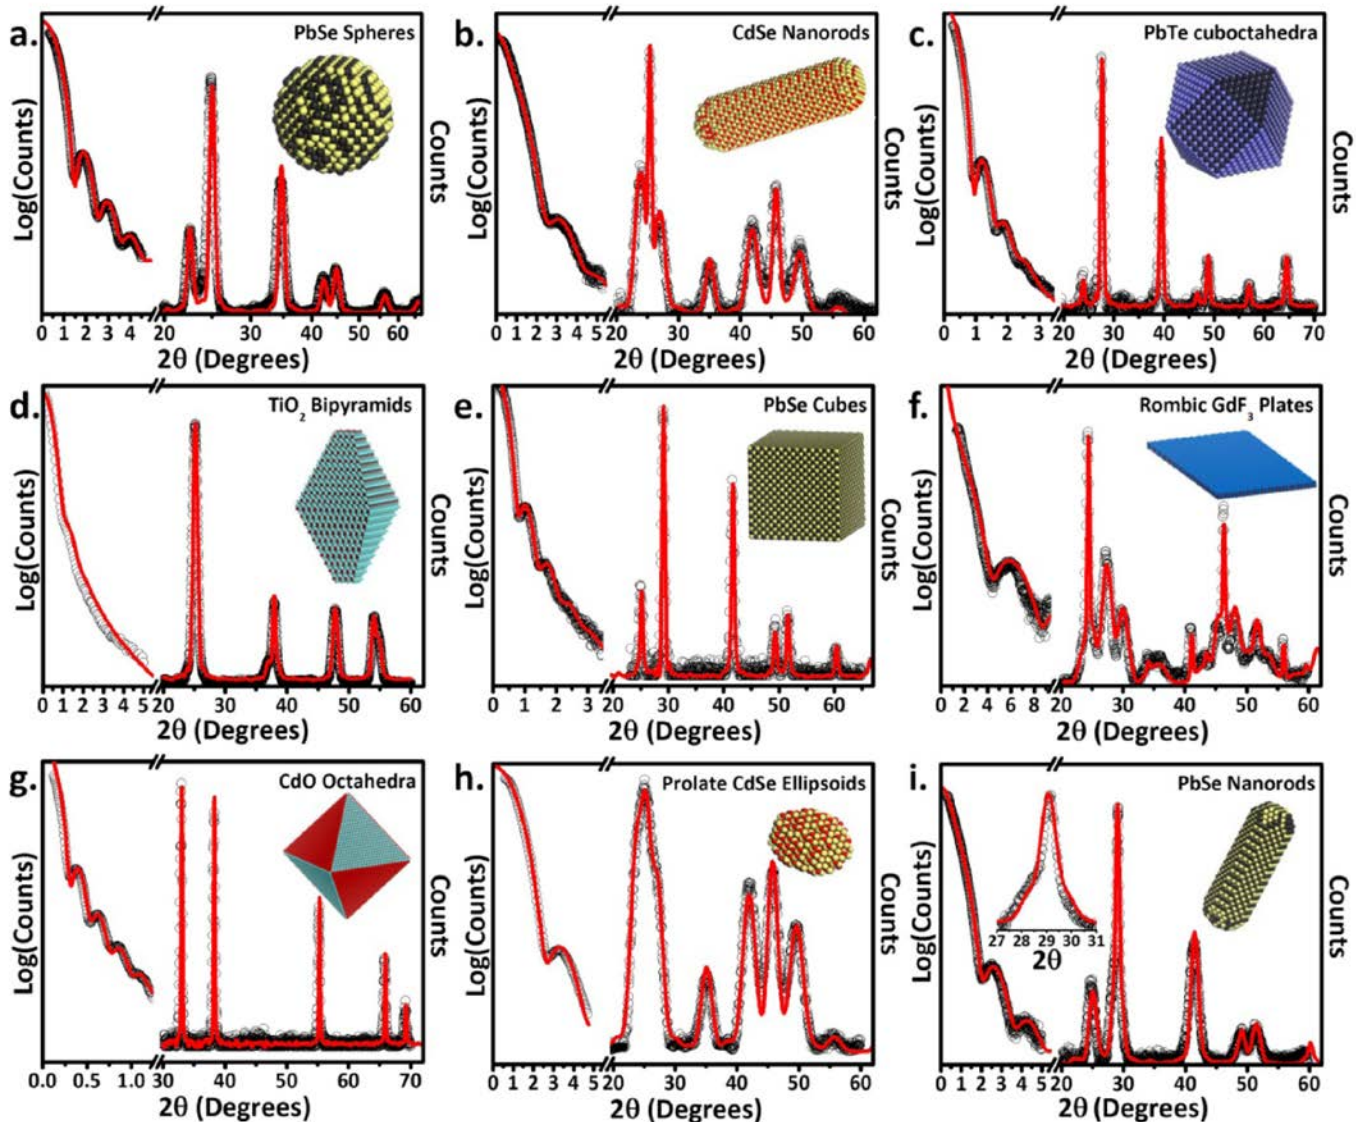 a.
PbSe Spheres
Log(Counts)
Counts
0 1 2 3 4 20 30 40 50 60
2θ (Degrees)
b.
CdSe Nanorods
Log(Counts)
Counts
0 1 2 3 4 5 20 30 40 50 60
2θ (Degrees)
c.
PbTe cuboctahedra
Log(Counts)
Counts
0 1 2 3 20 30 40 50 60 70
2θ (Degrees)
d.
TiO₂ Bipyramids
Log(Counts)
Counts
0 1 2 3 4 5 20 30 40 50 60
2θ (Degrees)
e.
PbSe Cubes
Log(Counts)
Counts
0 1 2 3 20 30 40 50 60
2θ (Degrees)
f.
Rombic GdF₃ Plates
Log(Counts)
Counts
0 2 4 6 8 20 30 40 50 60
2θ (Degrees)
g.
CdO Octahedra
Log(Counts)
Counts
0.0 0.5 1.0 30 40 50 60 70
2θ (Degrees)
h.
Prolate CdSe Ellipsoids
Log(Counts)
Counts
0 1 2 3 4 5 20 30 40 50 60
2θ (Degrees)
i.
PbSe Nanorods
Log(Counts)
Counts
27 28 29 30 31
2θ
0 1 2 3 4 5 20 30 40 50 60
2θ (Degrees)